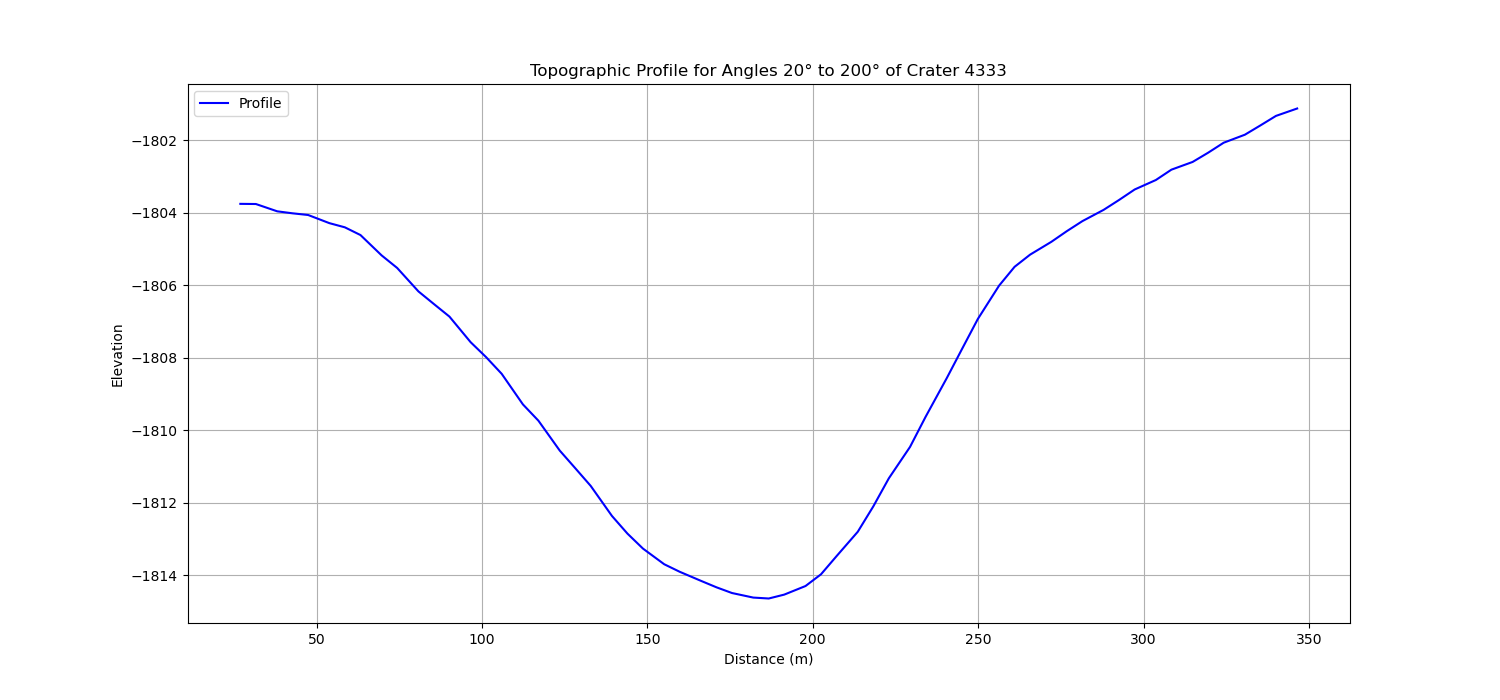 Topographic Profile for Angles 20° to 200° of Crater 4333
Profile
−1802
−1804
−1806
−1808
−1810
−1812
−1814
Elevation
50 100 150 200 250 300 350
Distance (m)